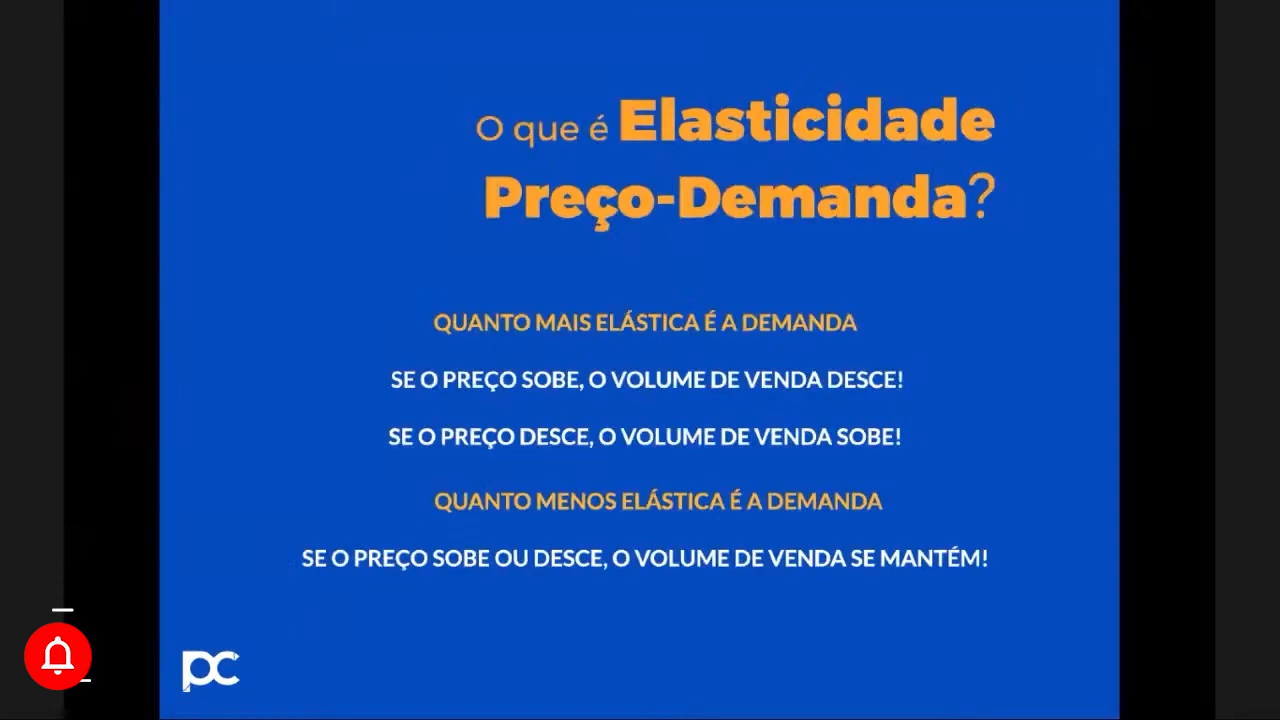 O que é Elasticidade
Preço-Demanda?
QUANTO MAIS ELÁSTICA É A DEMANDA
SE O PREÇO SOBE, O VOLUME DE VENDA DESCE!
SE O PREÇO DESCE, O VOLUME DE VENDA SOBE!
QUANTO MENOS ELÁSTICA É A DEMANDA
SE O PREÇO SOBE OU DESCE, O VOLUME DE VENDA SE MANTÉM!
pc